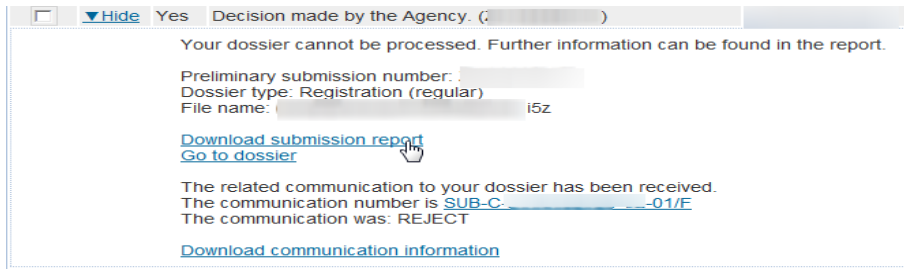 ▼Hide Yes Decision made by the Agency. ( )
Your dossier cannot be processed. Further information can be found in the report.
Preliminary submission number:
Dossier type: Registration (regular)
File name: i5z
Download submission report
Go to dossier
The related communication to your dossier has been received.
The communication number is SUB-C- -01/F
The communication was: REJECT
Download communication information